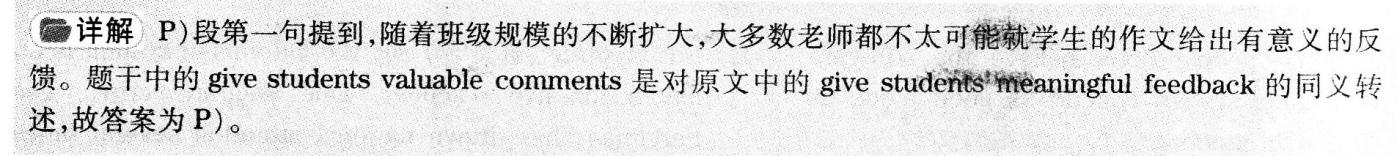 详解 P)段第一句提到,随着班级规模的不断扩大,大多数老师都不太可能就学生的作文给出有意义的反
馈。题干中的 give students valuable comments 是对原文中的 give students meaningful feedback 的同义转
述,故答案为 P)。